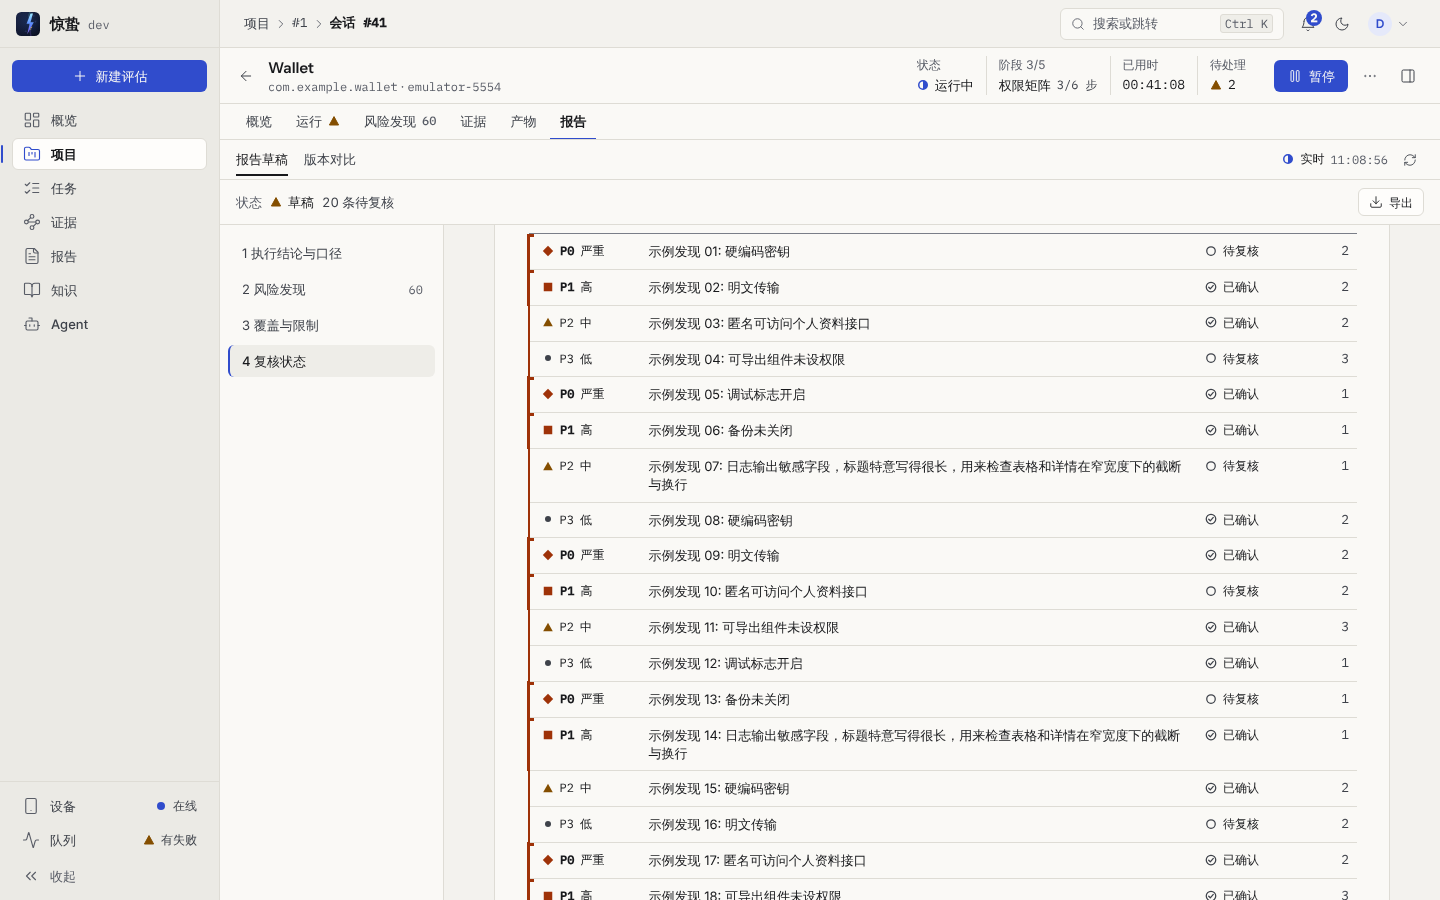 惊蛰 dev
项目 > #1 > 会话 #41
搜索或跳转 Ctrl K
2
D
新建评估
概览
项目
任务
证据
报告
知识
Agent
设备 在线
队列 有失败
收起
Wallet
com.example.wallet·emulator-5554
状态
运行中
阶段 3/5
权限矩阵 3/6 步
已用时
00:41:08
待处理
2
暂停
概览 运行 风险发现 60 证据 产物 报告
报告草稿 版本对比
实时 11:08:56
状态 草稿 20 条待复核
导出
1 执行结论与口径
2 风险发现 60
3 覆盖与限制
4 复核状态
P0 严重 示例发现 01: 硬编码密钥 待复核 2
P1 高 示例发现 02: 明文传输 已确认 2
P2 中 示例发现 03: 匿名可访问个人资料接口 已确认 2
P3 低 示例发现 04: 可导出组件未设权限 待复核 3
P0 严重 示例发现 05: 调试标志开启 已确认 1
P1 高 示例发现 06: 备份未关闭 已确认 1
P2 中 示例发现 07: 日志输出敏感字段，标题特意写得很长，用来检查表格和详情在窄宽度下的截断 待复核 1
与换行
P3 低 示例发现 08: 硬编码密钥 已确认 2
P0 严重 示例发现 09: 明文传输 已确认 2
P1 高 示例发现 10: 匿名可访问个人资料接口 待复核 2
P2 中 示例发现 11: 可导出组件未设权限 已确认 3
P3 低 示例发现 12: 调试标志开启 已确认 1
P0 严重 示例发现 13: 备份未关闭 待复核 1
P1 高 示例发现 14: 日志输出敏感字段，标题特意写得很长，用来检查表格和详情在窄宽度下的截断 已确认 1
与换行
P2 中 示例发现 15: 硬编码密钥 已确认 2
P3 低 示例发现 16: 明文传输 待复核 2
P0 严重 示例发现 17: 匿名可访问个人资料接口 已确认 2
P1 高 示例发现 18: 可导出组件未设权限 已确认 3